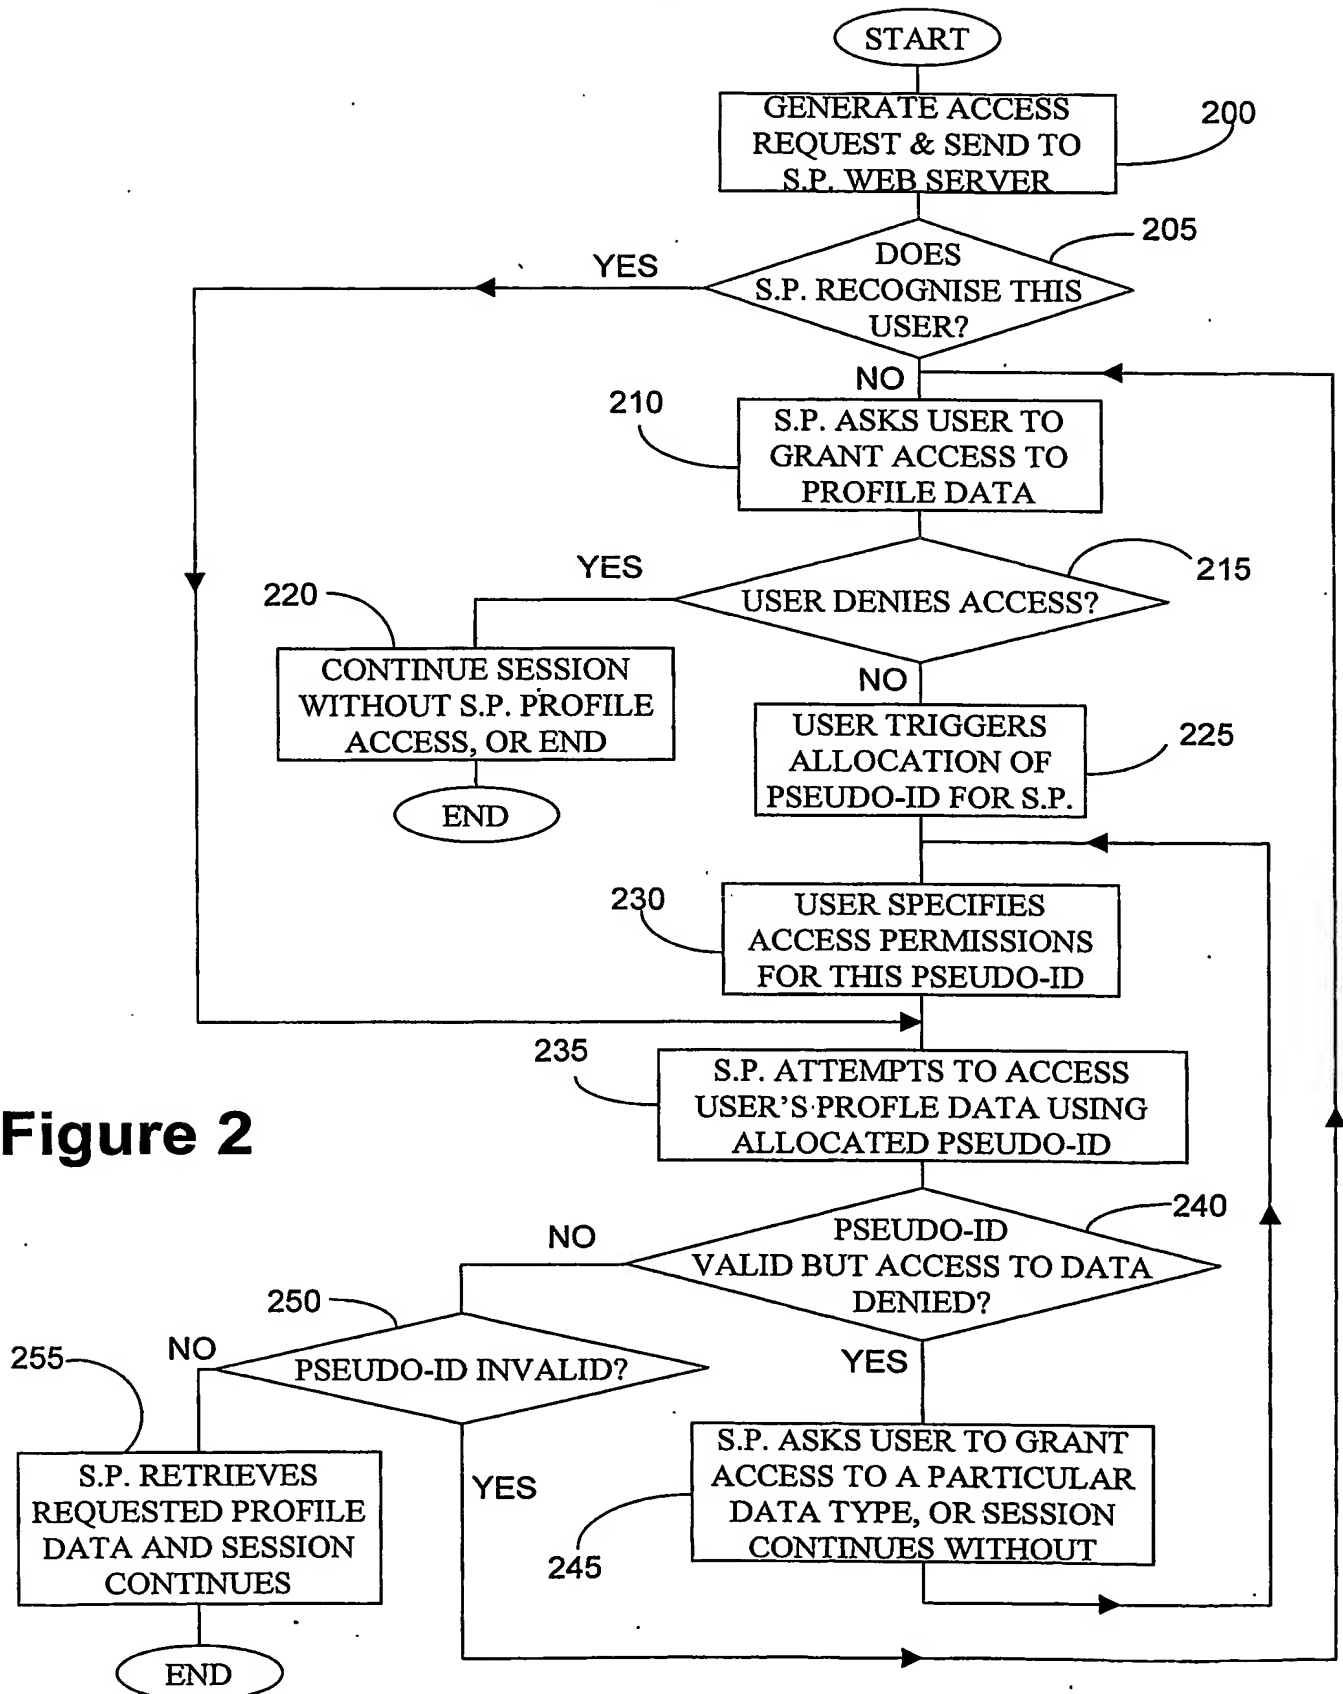 START
GENERATE ACCESS
REQUEST & SEND TO
S.P. WEB SERVER
200
DOES
S.P. RECOGNISE THIS
USER?
205
YES
NO
210
S.P. ASKS USER TO
GRANT ACCESS TO
PROFILE DATA
YES
USER DENIES ACCESS?
215
220
CONTINUE SESSION
WITHOUT S.P. PROFILE
ACCESS, OR END
END
NO
USER TRIGGERS
ALLOCATION OF
PSEUDO-ID FOR S.P.
225
230
USER SPECIFIES
ACCESS PERMISSIONS
FOR THIS PSEUDO-ID
235
S.P. ATTEMPTS TO ACCESS
USER'S PROFLE DATA USING
ALLOCATED PSEUDO-ID
Figure 2
NO
PSEUDO-ID
VALID BUT ACCESS TO DATA
DENIED?
240
250
NO
PSEUDO-ID INVALID?
YES
255
S.P. RETRIEVES
REQUESTED PROFILE
DATA AND SESSION
CONTINUES
YES
S.P. ASKS USER TO GRANT
ACCESS TO A PARTICULAR
DATA TYPE, OR SESSION
CONTINUES WITHOUT
245
END